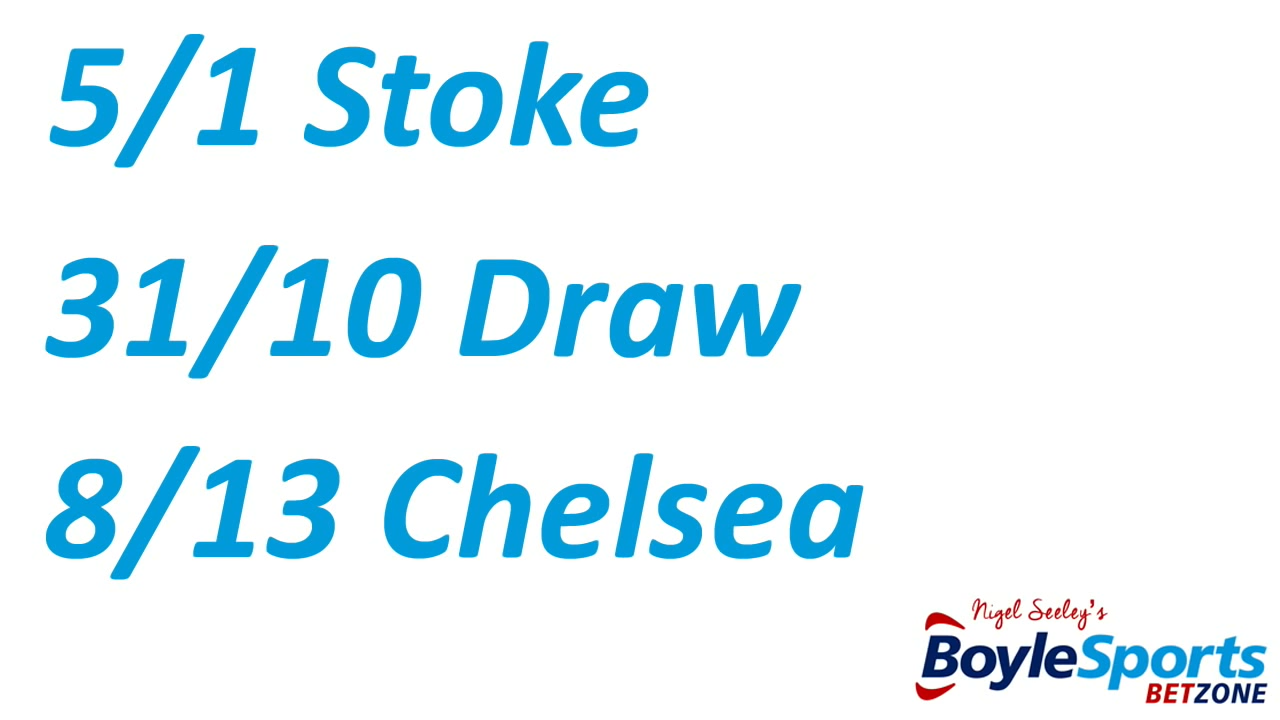 5/1 Stoke
31/10 Draw
8/13 Chelsea
Nigel Seeley's
BoyleSports
BETZONE